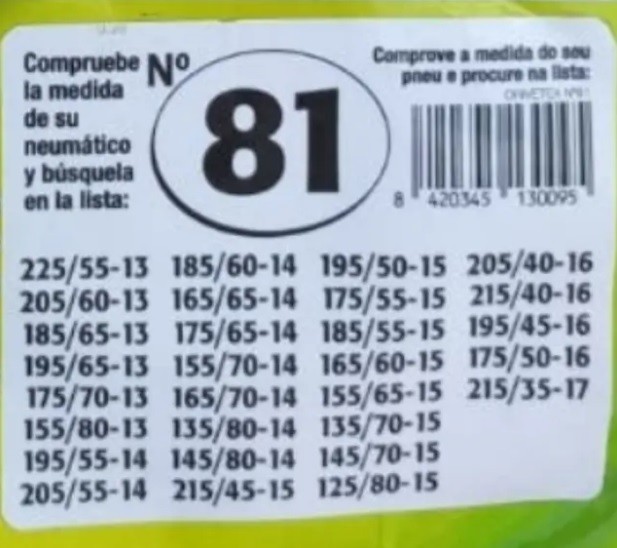 Compruebe
la medida
de su
neumático
y búsquela
en la lista:
Nº
81
Comprove a medida do seu
pneu e procure na lista:
8 420345 130095
225/55-13 185/60-14 195/50-15 205/40-16
205/60-13 165/65-14 175/55-15 215/40-16
185/65-13 175/65-14 185/55-15 195/45-16
195/65-13 155/70-14 165/60-15 175/50-16
175/70-13 165/70-14 155/65-15 215/35-17
155/80-13 135/80-14 135/70-15
195/55-14 145/80-14 145/70-15
205/55-14 215/45-15 125/80-15